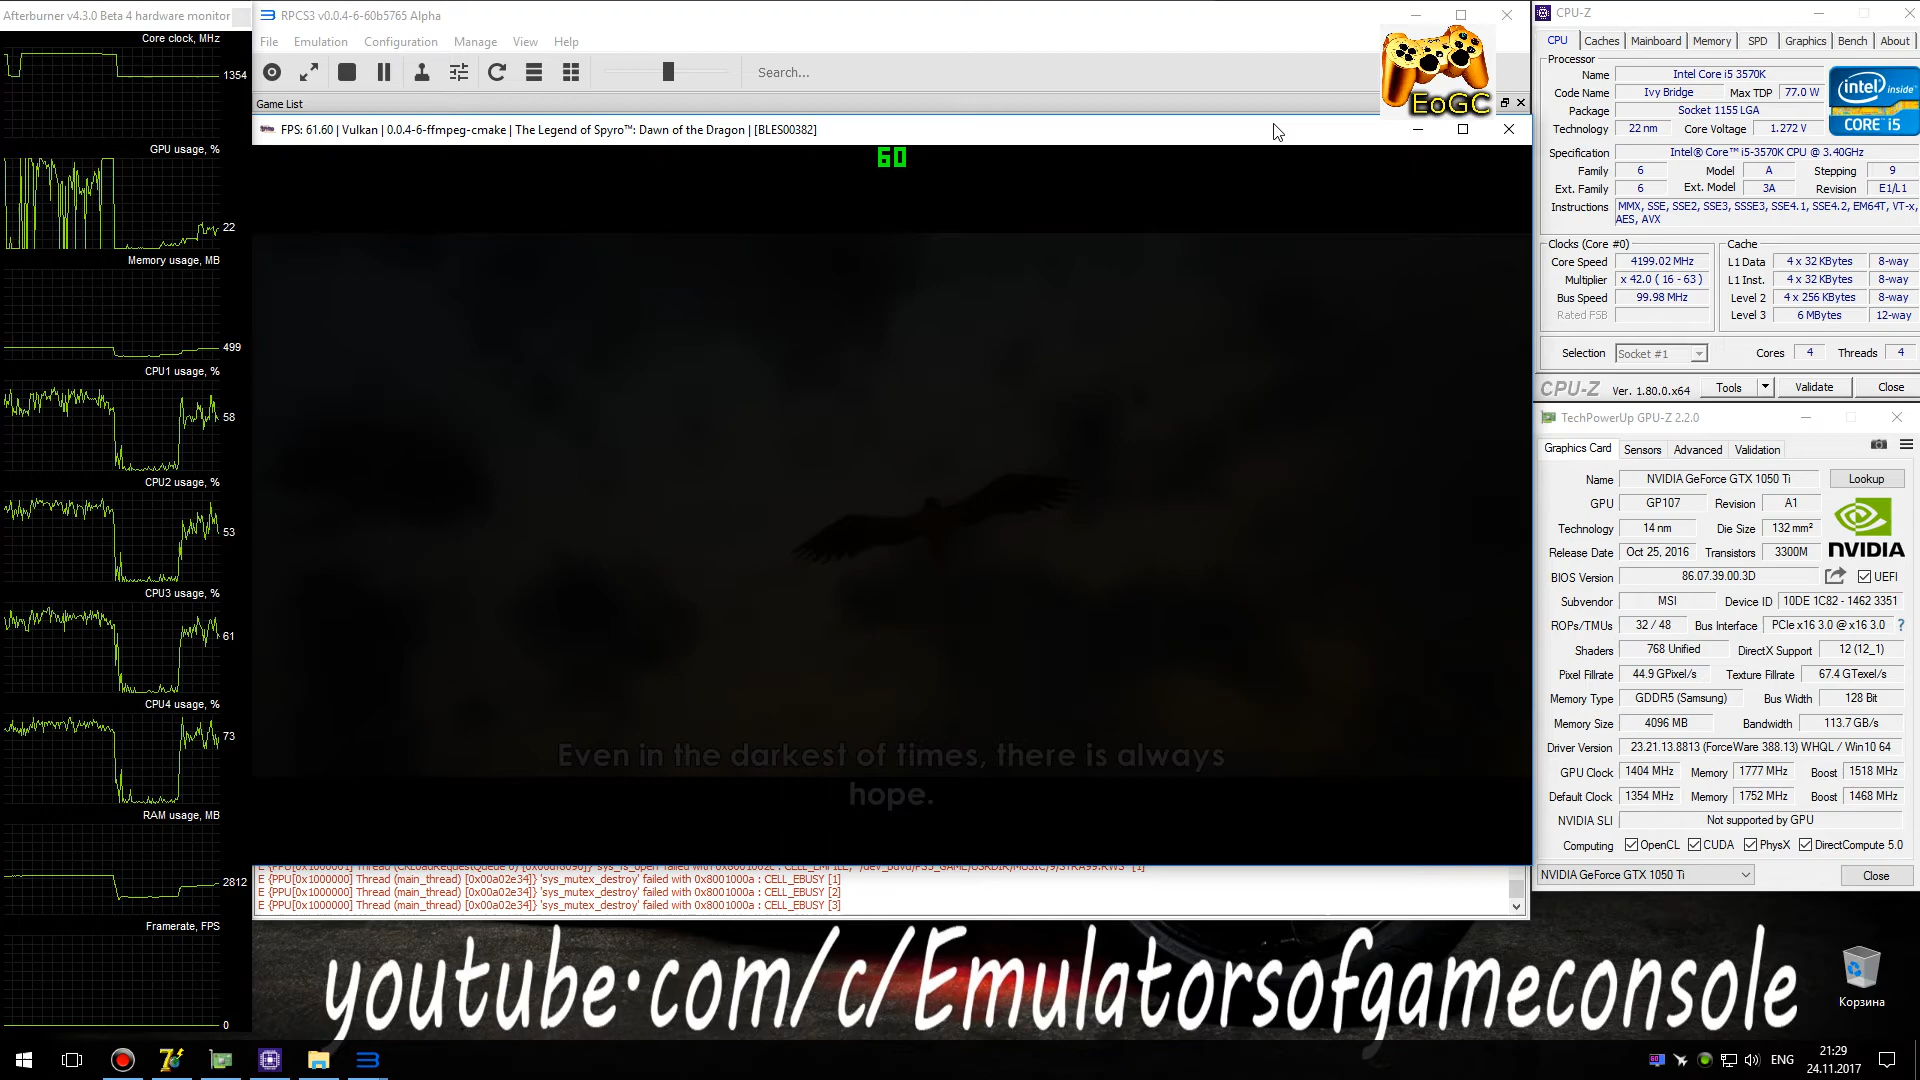 Afterburner v4.3.0 Beta 4 hardware monitor
Core clock, MHz
1354
GPU usage, %
22
Memory usage, MB
499
CPU1 usage, %
58
CPU2 usage, %
53
CPU3 usage, %
61
CPU4 usage, %
73
RAM usage, MB
2812
Framerate, FPS
0
RPCS3 v0.0.4-6-60b5765 Alpha
File Emulation Configuration Manage View Help
Search...
EoGC
Game List
FPS: 61.60 | Vulkan | 0.0.4-6-ffmpeg-cmake | The Legend of Spyro™: Dawn of the Dragon | [BLES00382]
60
Even in the darkest of times, there is always
hope.
E {PPU[0x1000000] Thread (main_thread) [0x00a02e34]} 'sys_mutex_destroy' failed with 0x8001000a : CELL_EBUSY [1]
E {PPU[0x1000000] Thread (main_thread) [0x00a02e34]} 'sys_mutex_destroy' failed with 0x8001000a : CELL_EBUSY [2]
E {PPU[0x1000000] Thread (main_thread) [0x00a02e34]} 'sys_mutex_destroy' failed with 0x8001000a : CELL_EBUSY [3]
youtube.com/c/Emulatorsofgameconsole
CPU-Z
CPU Caches Mainboard Memory SPD Graphics Bench About
Processor
Name Intel Core i5 3570K
Code Name Ivy Bridge Max TDP 77.0 W
Package Socket 1155 LGA
Technology 22 nm Core Voltage 1.272 V
intel inside™
CORE i5
Specification Intel® Core™ i5-3570K CPU @ 3.40GHz
Family 6 Model A Stepping 9
Ext. Family 6 Ext. Model 3A Revision E1/L1
Instructions MMX, SSE, SSE2, SSE3, SSSE3, SSE4.1, SSE4.2, EM64T, VT-x,
AES, AVX
Clocks (Core #0) Cache
Core Speed 4199.02 MHz L1 Data 4 x 32 KBytes 8-way
Multiplier x 42.0 ( 16 - 63 ) L1 Inst. 4 x 32 KBytes 8-way
Bus Speed 99.98 MHz Level 2 4 x 256 KBytes 8-way
Rated FSB Level 3 6 MBytes 12-way
Selection Socket #1 Cores 4 Threads 4
CPU-Z Ver. 1.80.0.x64 Tools Validate Close
TechPowerUp GPU-Z 2.2.0
Graphics Card Sensors Advanced Validation
Name NVIDIA GeForce GTX 1050 Ti Lookup
GPU GP107 Revision A1
Technology 14 nm Die Size 132 mm²
Release Date Oct 25, 2016 Transistors 3300M
NVIDIA
BIOS Version 86.07.39.00.3D UEFI
Subvendor MSI Device ID 10DE 1C82 - 1462 3351
ROPs/TMUs 32 / 48 Bus Interface PCIe x16 3.0 @ x16 3.0 ?
Shaders 768 Unified DirectX Support 12 (12_1)
Pixel Fillrate 44.9 GPixel/s Texture Fillrate 67.4 GTexel/s
Memory Type GDDR5 (Samsung) Bus Width 128 Bit
Memory Size 4096 MB Bandwidth 113.7 GB/s
Driver Version 23.21.13.8813 (ForceWare 388.13) WHQL / Win10 64
GPU Clock 1404 MHz Memory 1777 MHz Boost 1518 MHz
Default Clock 1354 MHz Memory 1752 MHz Boost 1468 MHz
NVIDIA SLI Not supported by GPU
Computing OpenCL CUDA PhysX DirectCompute 5.0
NVIDIA GeForce GTX 1050 Ti Close
Корзина
ENG
21:29
24.11.2017